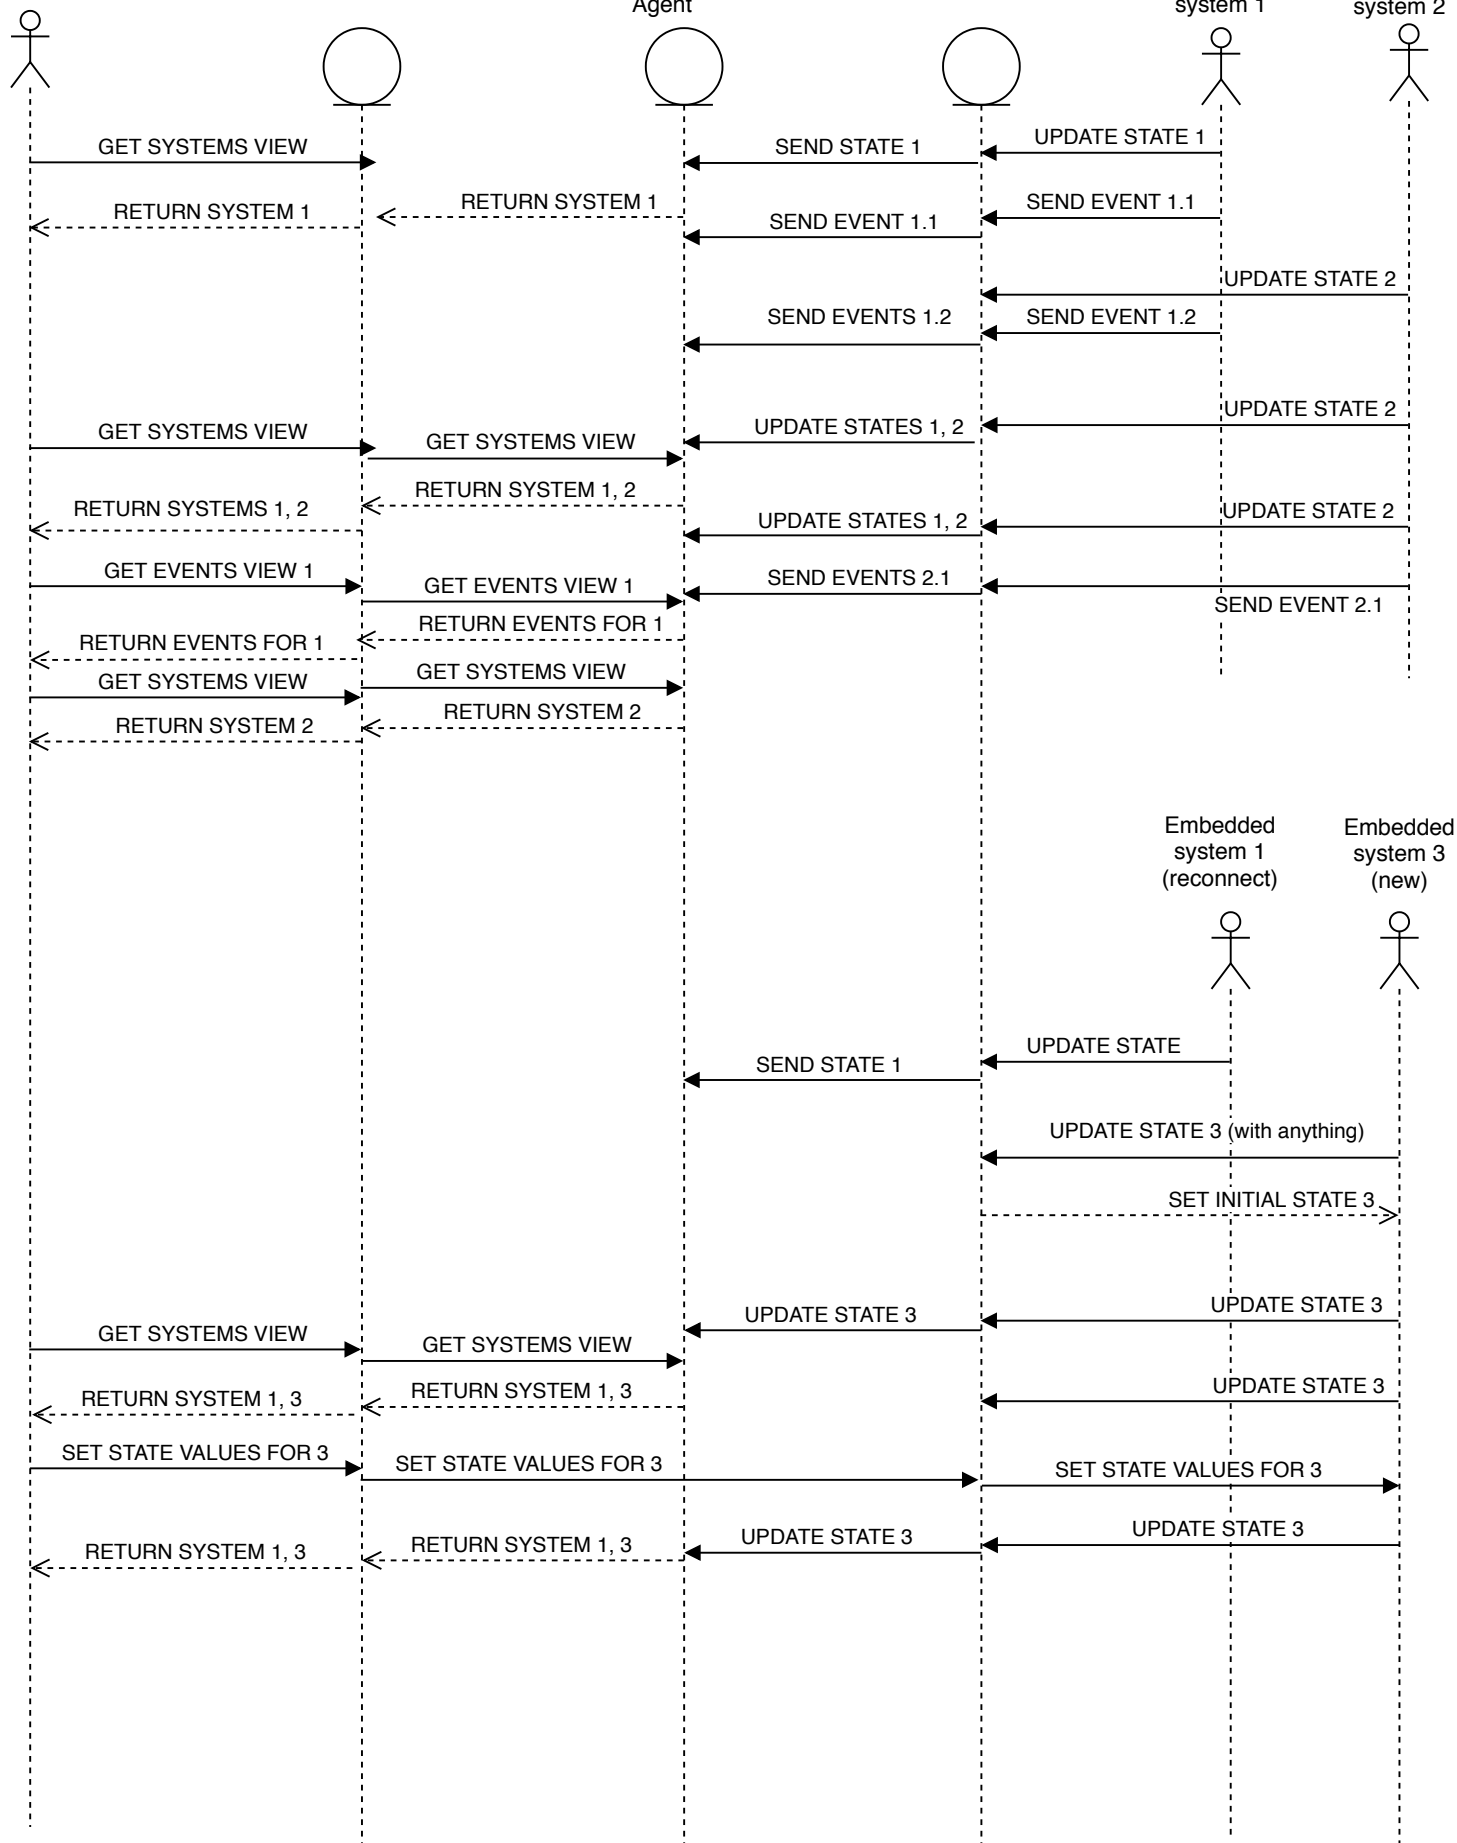 Agent
system 1
system 2
GET SYSTEMS VIEW
SEND STATE 1
UPDATE STATE 1
RETURN SYSTEM 1
RETURN SYSTEM 1
SEND EVENT 1.1
SEND EVENT 1.1
UPDATE STATE 2
SEND EVENTS 1.2
SEND EVENT 1.2
UPDATE STATE 2
GET SYSTEMS VIEW
GET SYSTEMS VIEW
UPDATE STATES 1, 2
RETURN SYSTEM 1, 2
RETURN SYSTEMS 1, 2
UPDATE STATES 1, 2
UPDATE STATE 2
GET EVENTS VIEW 1
GET EVENTS VIEW 1
SEND EVENTS 2.1
SEND EVENT 2.1
RETURN EVENTS FOR 1
RETURN EVENTS FOR 1
GET SYSTEMS VIEW
GET SYSTEMS VIEW
RETURN SYSTEM 2
RETURN SYSTEM 2
Embedded
system 1
(reconnect)
Embedded
system 3
(new)
UPDATE STATE
SEND STATE 1
UPDATE STATE 3 (with anything)
SET INITIAL STATE 3
UPDATE STATE 3
UPDATE STATE 3
GET SYSTEMS VIEW
GET SYSTEMS VIEW
RETURN SYSTEM 1, 3
RETURN SYSTEM 1, 3
UPDATE STATE 3
SET STATE VALUES FOR 3
SET STATE VALUES FOR 3
SET STATE VALUES FOR 3
RETURN SYSTEM 1, 3
RETURN SYSTEM 1, 3
UPDATE STATE 3
UPDATE STATE 3